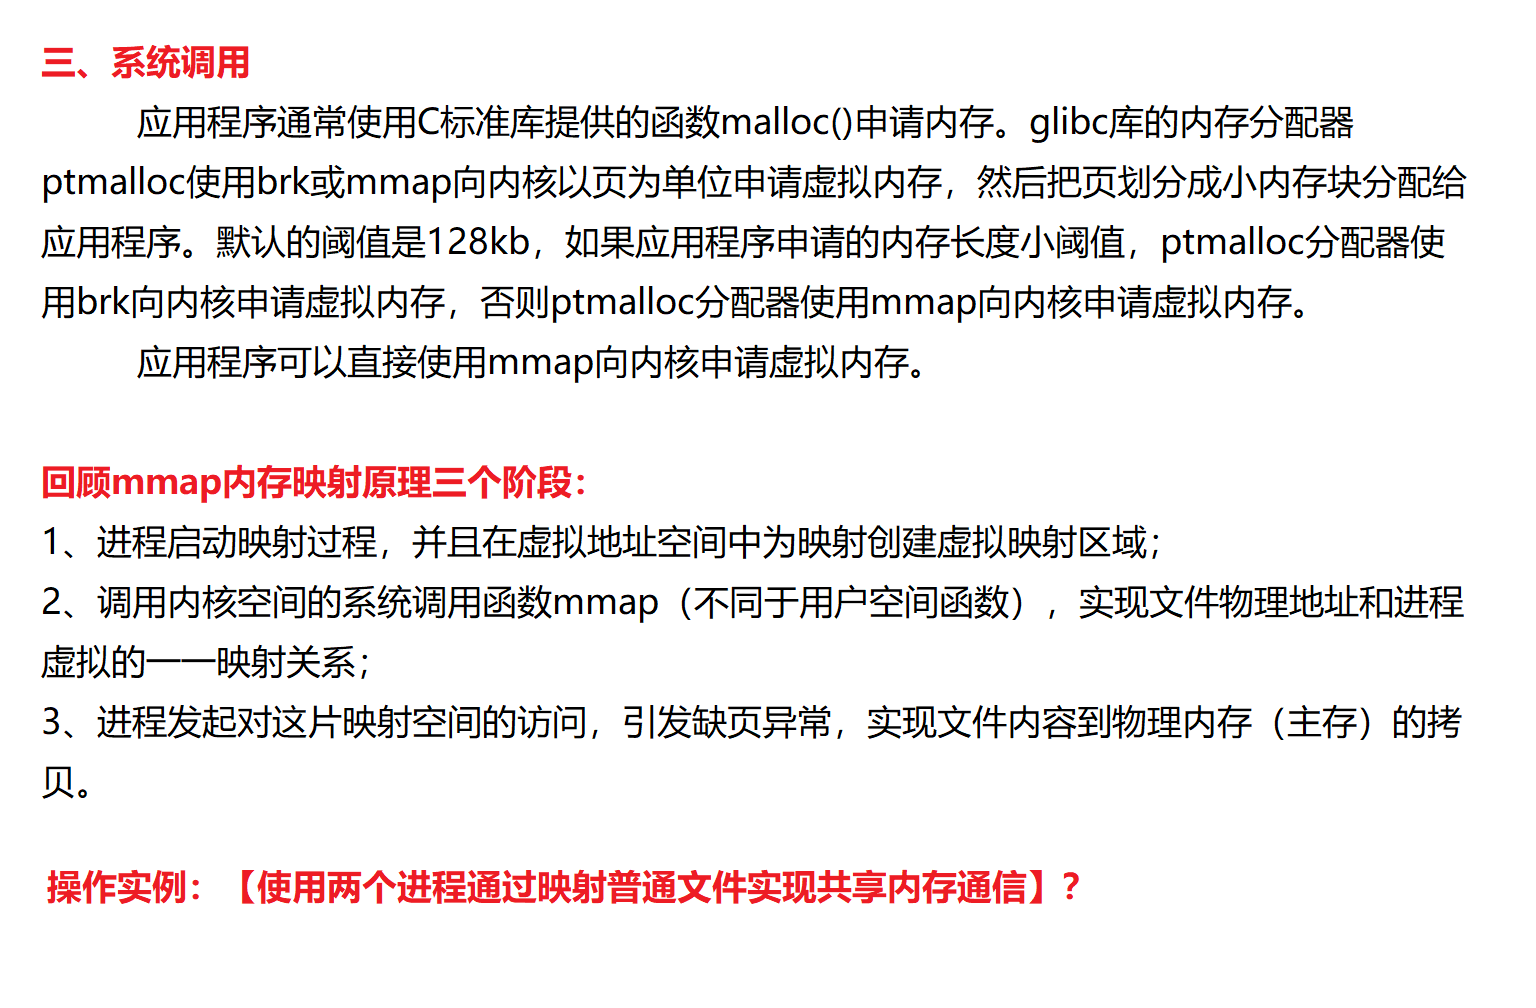 三、系统调用
应用程序通常使用C标准库提供的函数malloc()申请内存。glibc库的内存分配器
ptmalloc使用brk或mmap向内核以页为单位申请虚拟内存，然后把页划分成小内存块分配给
应用程序。默认的阈值是128kb，如果应用程序申请的内存长度小阈值，ptmalloc分配器使
用brk向内核申请虚拟内存，否则ptmalloc分配器使用mmap向内核申请虚拟内存。
应用程序可以直接使用mmap向内核申请虚拟内存。
回顾mmap内存映射原理三个阶段：
1、进程启动映射过程，并且在虚拟地址空间中为映射创建虚拟映射区域；
2、调用内核空间的系统调用函数mmap（不同于用户空间函数），实现文件物理地址和进程
虚拟的一一映射关系；
3、进程发起对这片映射空间的访问，引发缺页异常，实现文件内容到物理内存（主存）的拷
贝。
操作实例：【使用两个进程通过映射普通文件实现共享内存通信】？